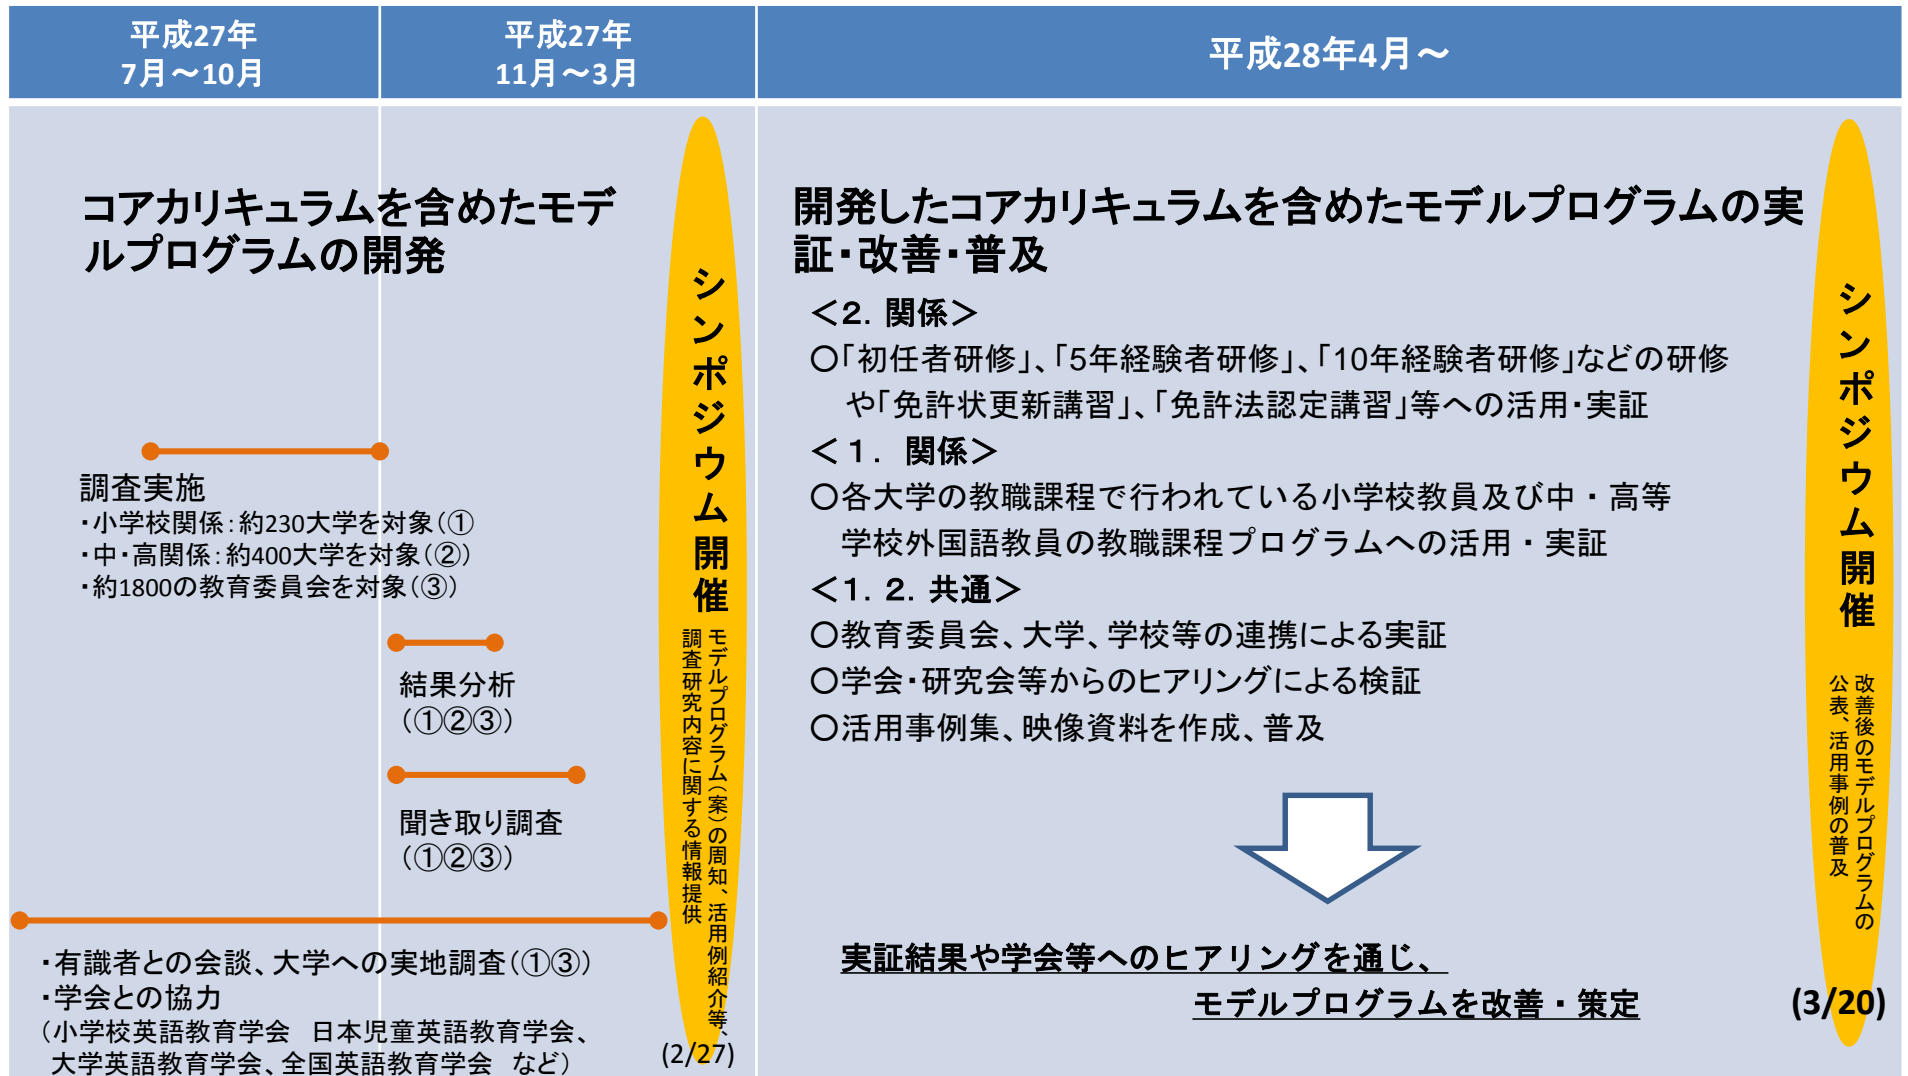 平成27年
7月～10月
平成27年
11月～3月
平成28年4月～
コアカリキュラムを含めたモデ
ルプログラムの開発
調査実施
・小学校関係：約230大学を対象（①
・中・高関係：約400大学を対象（②）
・約1800の教育委員会を対象（③）
結果分析
（①②③）
聞き取り調査
（①②③）
・有識者との会談、大学への実地調査（①③）
・学会との協力
（小学校英語教育学会　日本児童英語教育学会、
大学英語教育学会、全国英語教育学会　など）
シンポジウム開催
モデルプログラム（案）の周知、活用例紹介等、
調査研究内容に関する情報提供
(2/27)
開発したコアカリキュラムを含めたモデルプログラムの実
証・改善・普及
＜２．関係＞
○「初任者研修」、「5年経験者研修」、「10年経験者研修」などの研修
や「免許状更新講習」、「免許法認定講習」等への活用・実証
＜１．関係＞
○各大学の教職課程で行われている小学校教員及び中・高等
学校外国語教員の教職課程プログラムへの活用・実証
＜１．２．共通＞
○教育委員会、大学、学校等の連携による実証
○学会・研究会等からのヒアリングによる検証
○活用事例集、映像資料を作成、普及
実証結果や学会等へのヒアリングを通じ、
モデルプログラムを改善・策定
シンポジウム開催
改善後のモデルプログラムの
公表、活用事例の普及
(3/20)